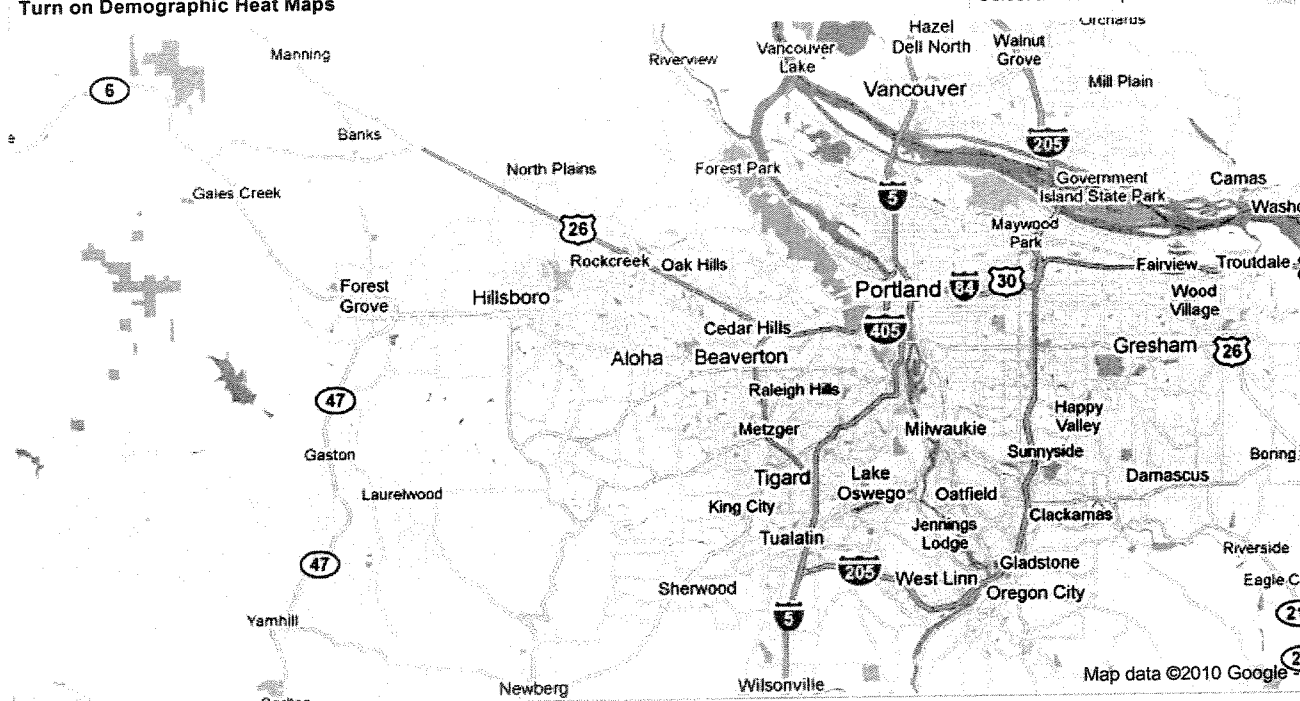 Turn on Demographic Heat Maps
Orchards
Manning
Hazel
Dell North
Walnut
Grove
Vancouver
Lake
Riverview
Mill Plain
Vancouver
6
Banks
205
North Plains
Forest Park
Government
Island State Park
Camas
Gales Creek
5
Washo
26
Maywood
Park
Rockcreek
Oak Hills
Fairview
Troutdale
Forest
Grove
Hillsboro
Portland
84
30
Wood
Village
Cedar Hills
405
Gresham
26
Aloha
Beaverton
Raleigh Hills
47
Happy
Valley
Metzger
Milwaukie
Gaston
Sunnyside
Boring
Tigard
Lake
Oswego
Damascus
Laurelwood
Oatfield
King City
Clackamas
Jennings
Lodge
Tualatin
Riverside
47
Gladstone
205
West Linn
Eagle C
Sherwood
Oregon City
5
Yamhill
Map data ©2010 Google -
Newberg
Wilsonville